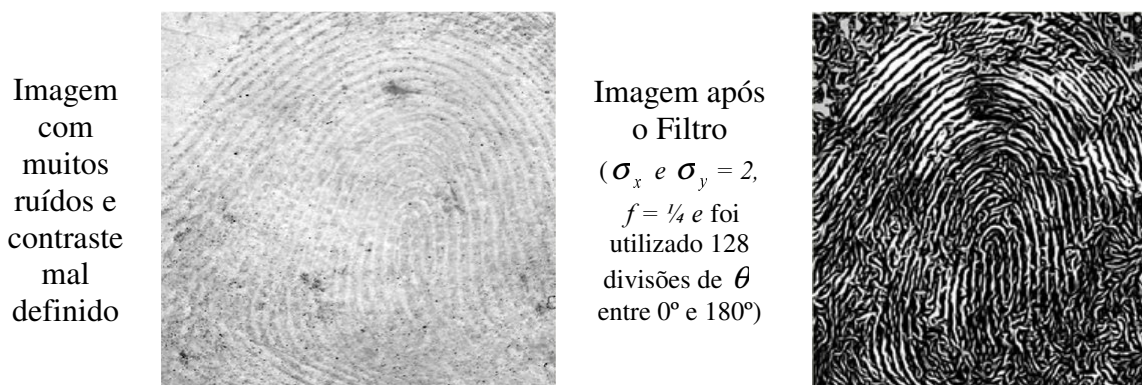 Imagem
com
muitos
ruídos e
contraste
mal
definido
Imagem após
o Filtro
(σx e σy = 2,
f = ¼ e foi
utilizado 128
divisões de θ
entre 0º e 180º)